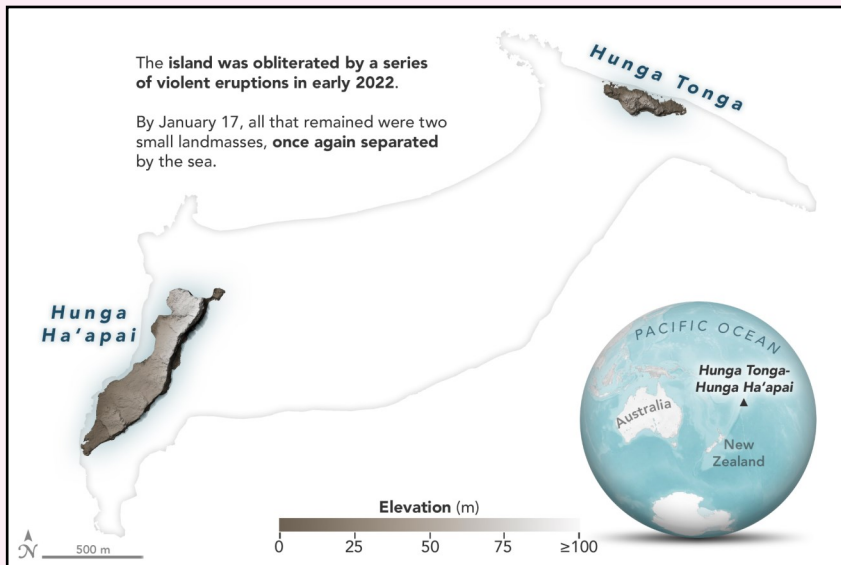 The island was obliterated by a series
of violent eruptions in early 2022.
By January 17, all that remained were two
small landmasses, once again separated
by the sea.
Hunga Tonga
Hunga
Ha'apai
PACIFIC OCEAN
Hunga Tonga-
Hunga Ha'apai
Australia
New
Zealand
Elevation (m)
0 25 50 75 ≥100
N
500 m